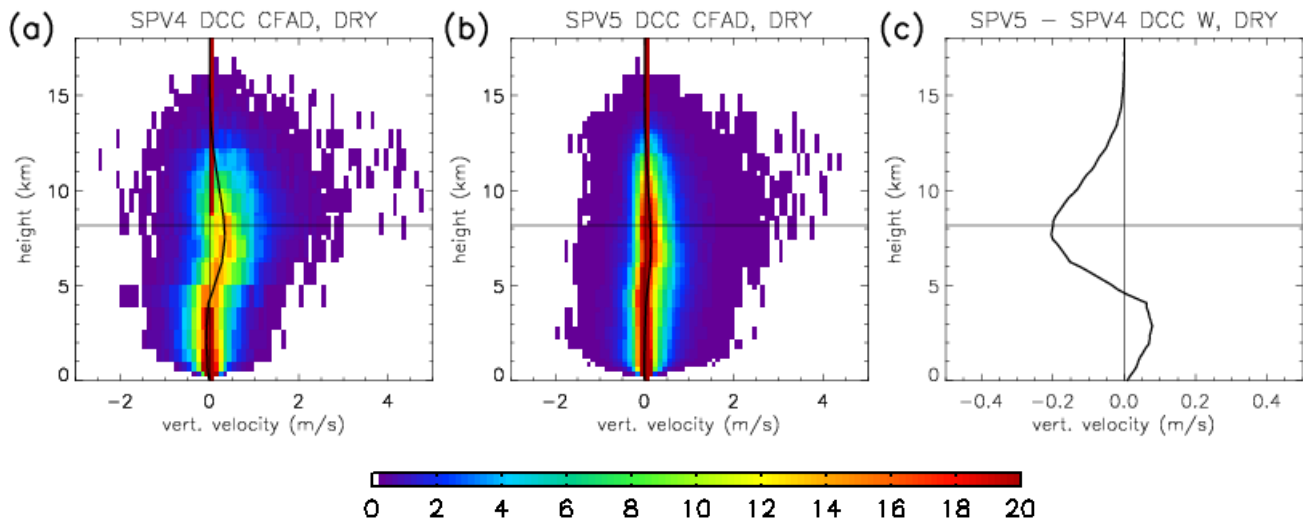 (a) SPV4 DCC CFAD, DRY
15
10
5
0
height (km)
−2 0 2 4
vert. velocity (m/s)
(b) SPV5 DCC CFAD, DRY
15
10
5
0
height (km)
−2 0 2 4
vert. velocity (m/s)
(c) SPV5 − SPV4 DCC W, DRY
15
10
5
0
height (km)
−0.4 −0.2 0.0 0.2 0.4
vert. velocity (m/s)
0 2 4 6 8 10 12 14 16 18 20